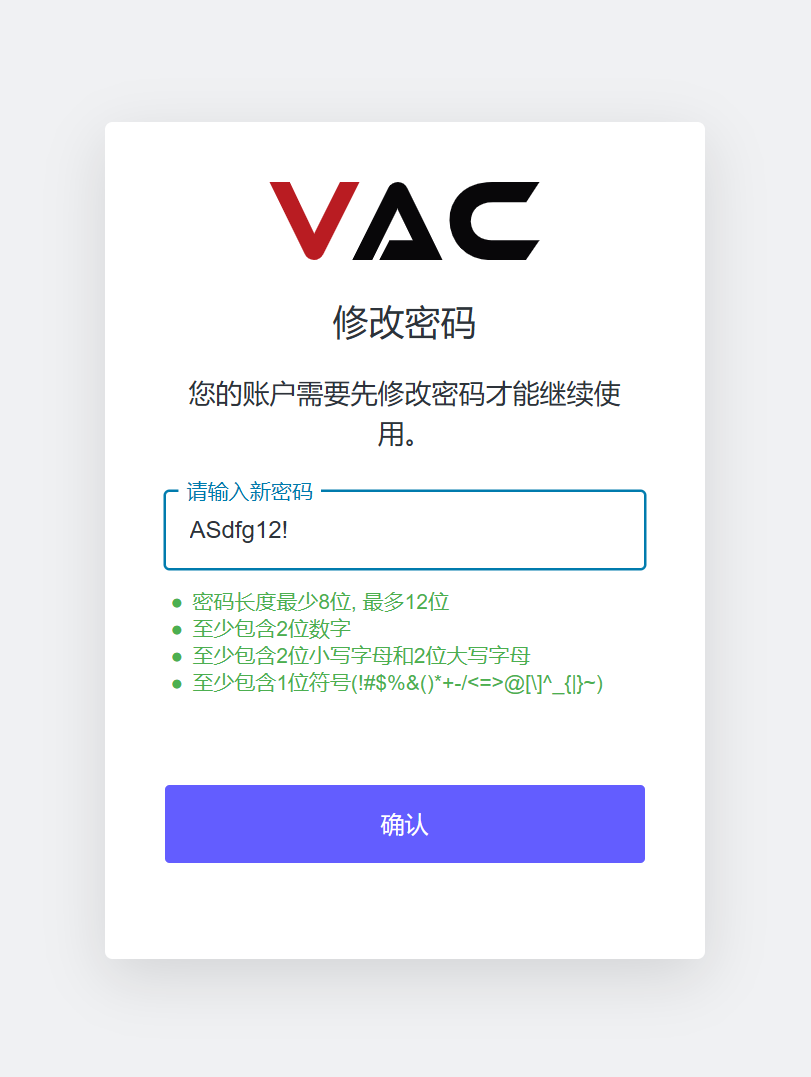 VAC
修改密码
您的账户需要先修改密码才能继续使
用。
请输入新密码
ASdfg12!
密码长度最少8位, 最多12位
至少包含2位数字
至少包含2位小写字母和2位大写字母
至少包含1位符号(!#$%&()*+-/<=>@[\]^_{|}~)
确认